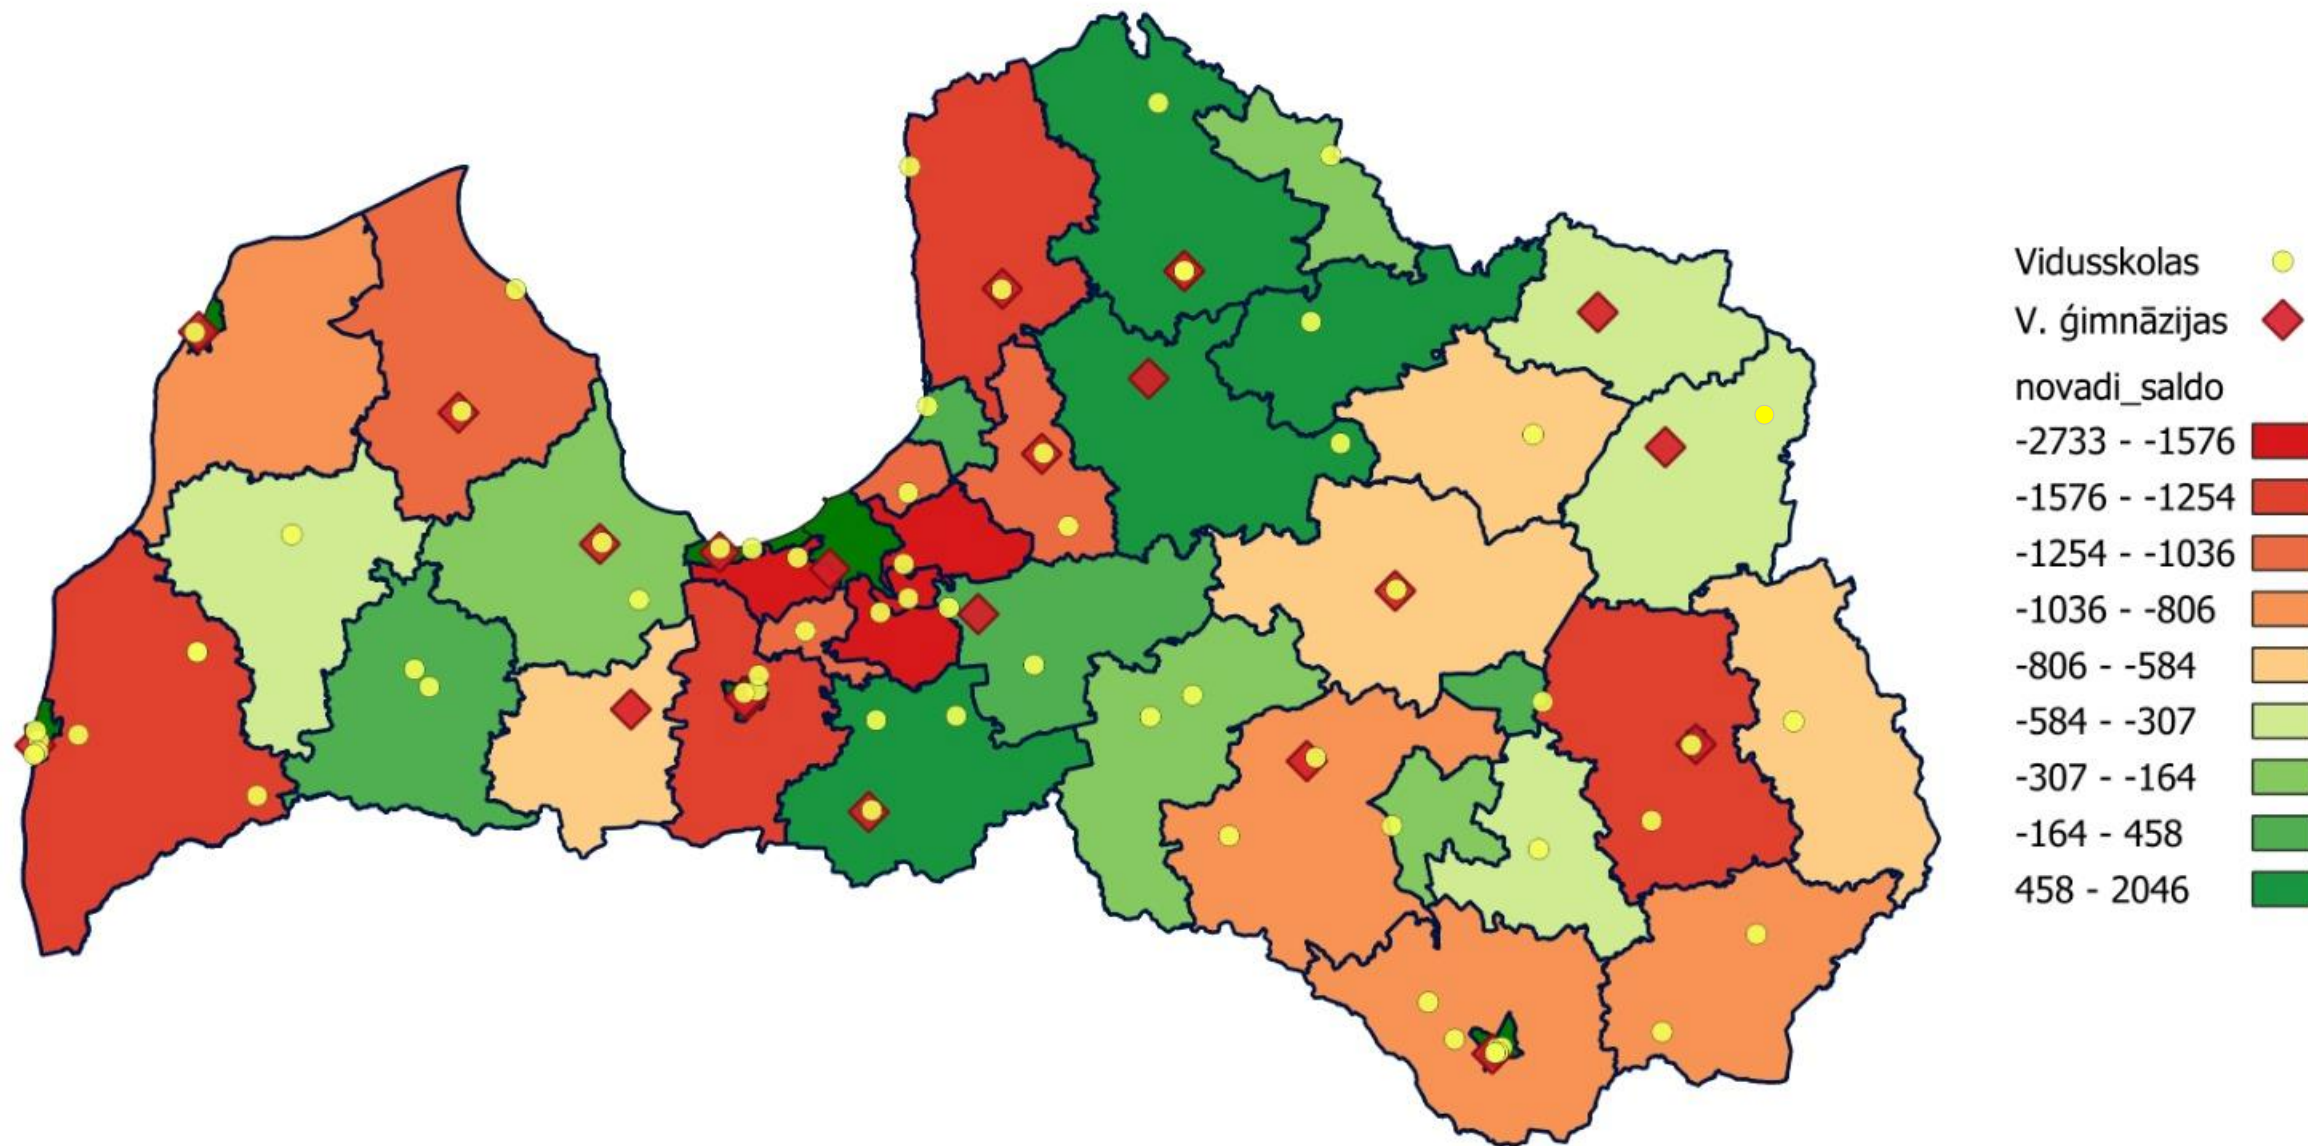 Vidusskolas
V. ģimnāzijas
novadi_saldo
-2733 - -1576
-1576 - -1254
-1254 - -1036
-1036 - -806
-806 - -584
-584 - -307
-307 - -164
-164 - 458
458 - 2046